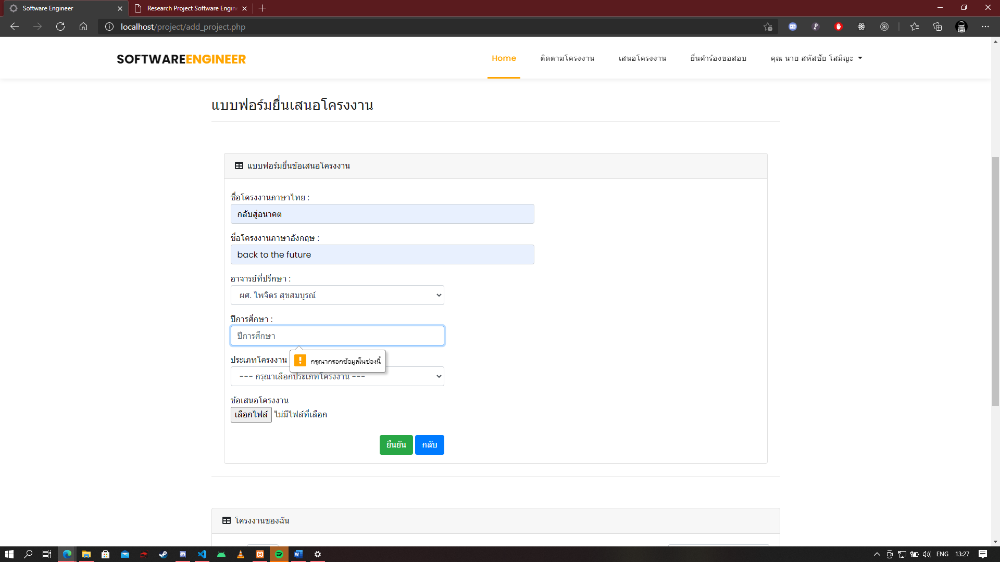 Software Engineer
Research Project Software Engin
localhost/project/add_project.php
SOFTWAREENGINEER
Home
ติดตามโครงงาน
เสนอโครงงาน
ยื่นคำร้องขอสอบ
คุณ นาย สหัสชัย โสมิญะ
แบบฟอร์มยื่นเสนอโครงงาน
แบบฟอร์มยื่นข้อเสนอโครงงาน
ชื่อโครงงานภาษาไทย :
กลับสู่อนาคต
ชื่อโครงงานภาษาอังกฤษ :
back to the future
อาจารย์ที่ปรึกษา :
ผศ. ไพจิตร สุขสมบูรณ์
ปีการศึกษา :
ปีการศึกษา
ประเภทโครงงาน
กรุณากรอกข้อมูลในช่องนี้
--- กรุณาเลือกประเภทโครงงาน ---
ข้อเสนอโครงงาน
เลือกไฟล์ ไม่มีไฟล์ที่เลือก
ยืนยัน
กลับ
โครงงานของฉัน
ENG
13:27